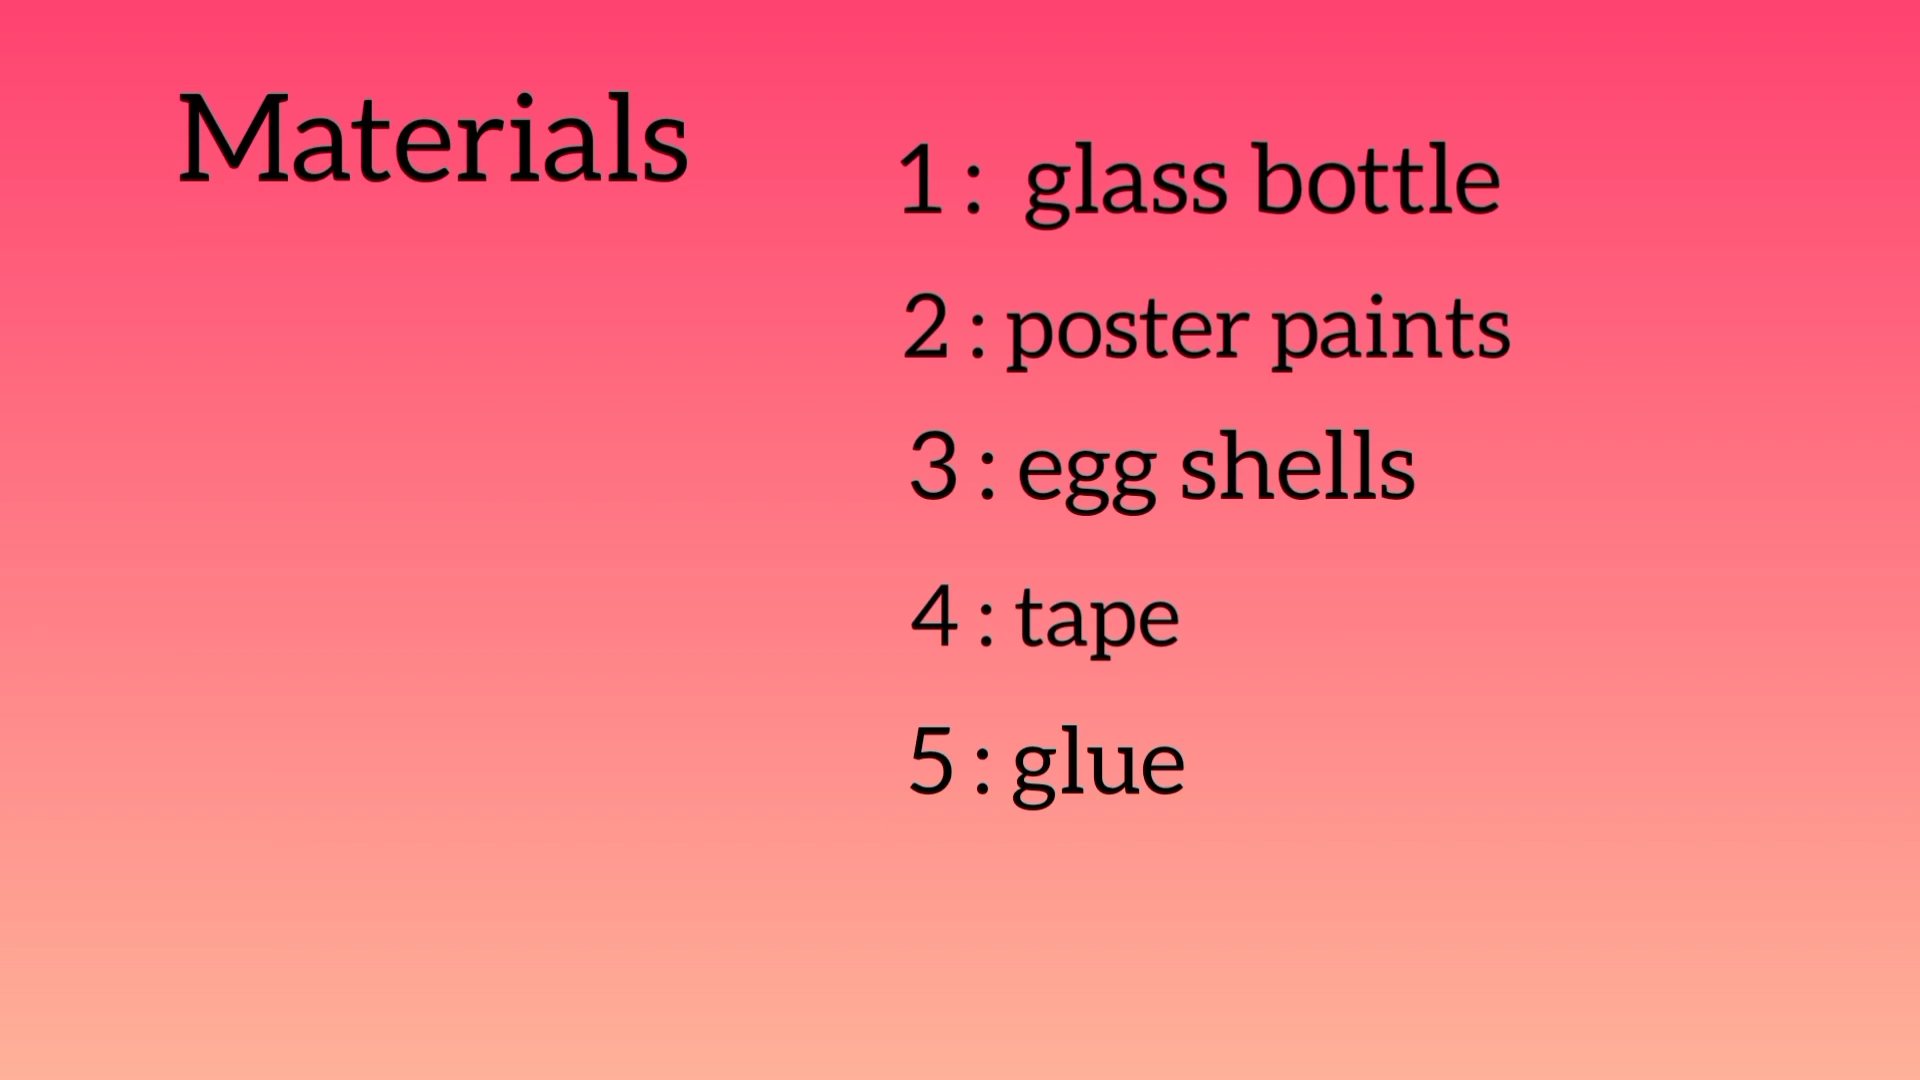 Materials
1 : glass bottle
2 : poster paints
3 : egg shells
4 : tape
5 : glue